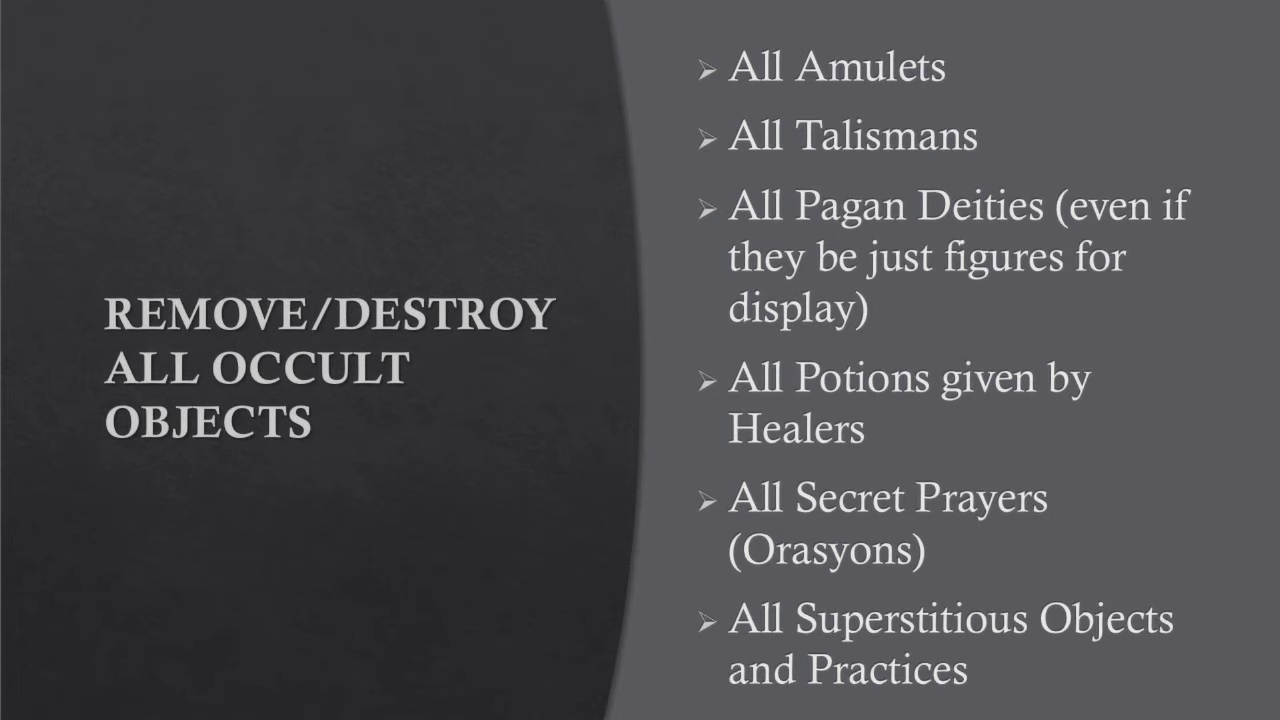 REMOVE/DESTROY
ALL OCCULT
OBJECTS
➢ All Amulets
➢ All Talismans
➢ All Pagan Deities (even if
they be just figures for
display)
➢ All Potions given by
Healers
➢ All Secret Prayers
(Orasyons)
➢ All Superstitious Objects
and Practices